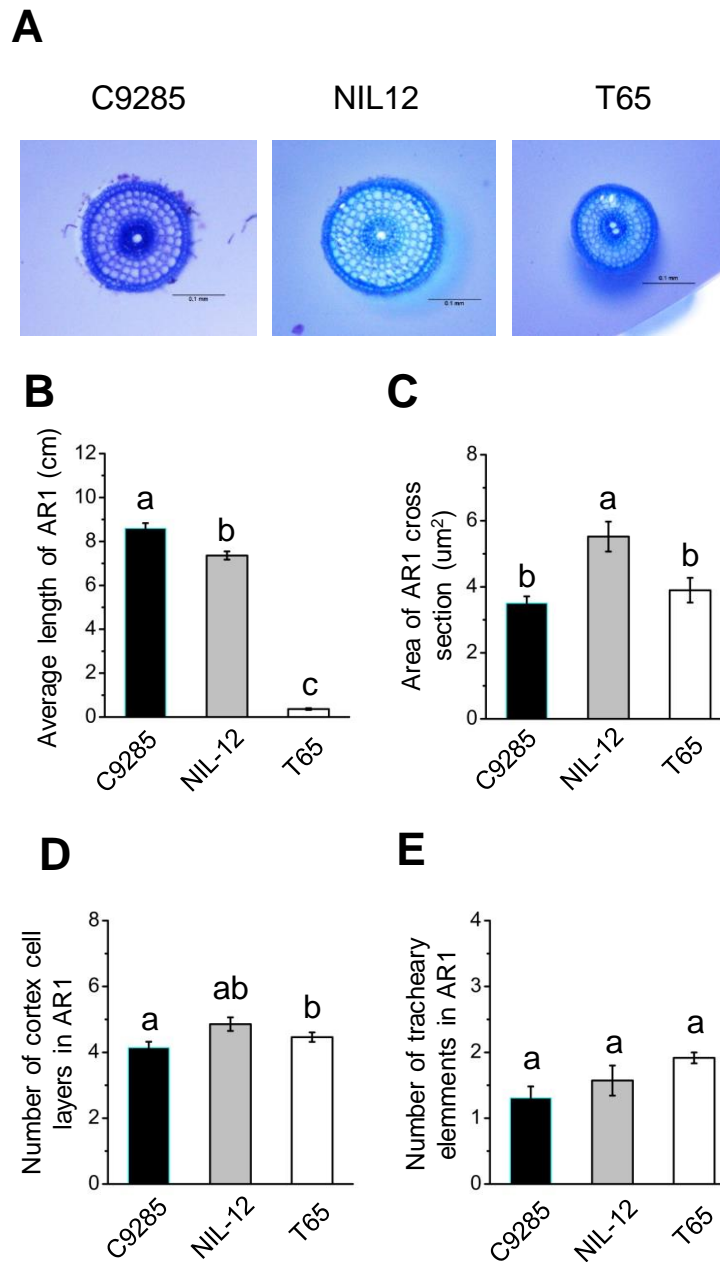 A
C9285 NIL12 T65
0.1 mm 0.1 mm 0.1 mm
B
Average length of AR1 (cm)
12
10
8
6
4
2
0
a
b
c
C9285 NIL-12 T65
C
Area of AR1 cross
section (um²)
8
6
4
2
0
b
a
b
C9285 NIL-12 T65
D
Number of cortex cell
layers in AR1
8
6
4
2
0
a
ab
b
C9285 NIL-12 T65
E
Number of tracheary
elemments in AR1
4
3
2
1
0
a
a
a
C9285 NIL-12 T65